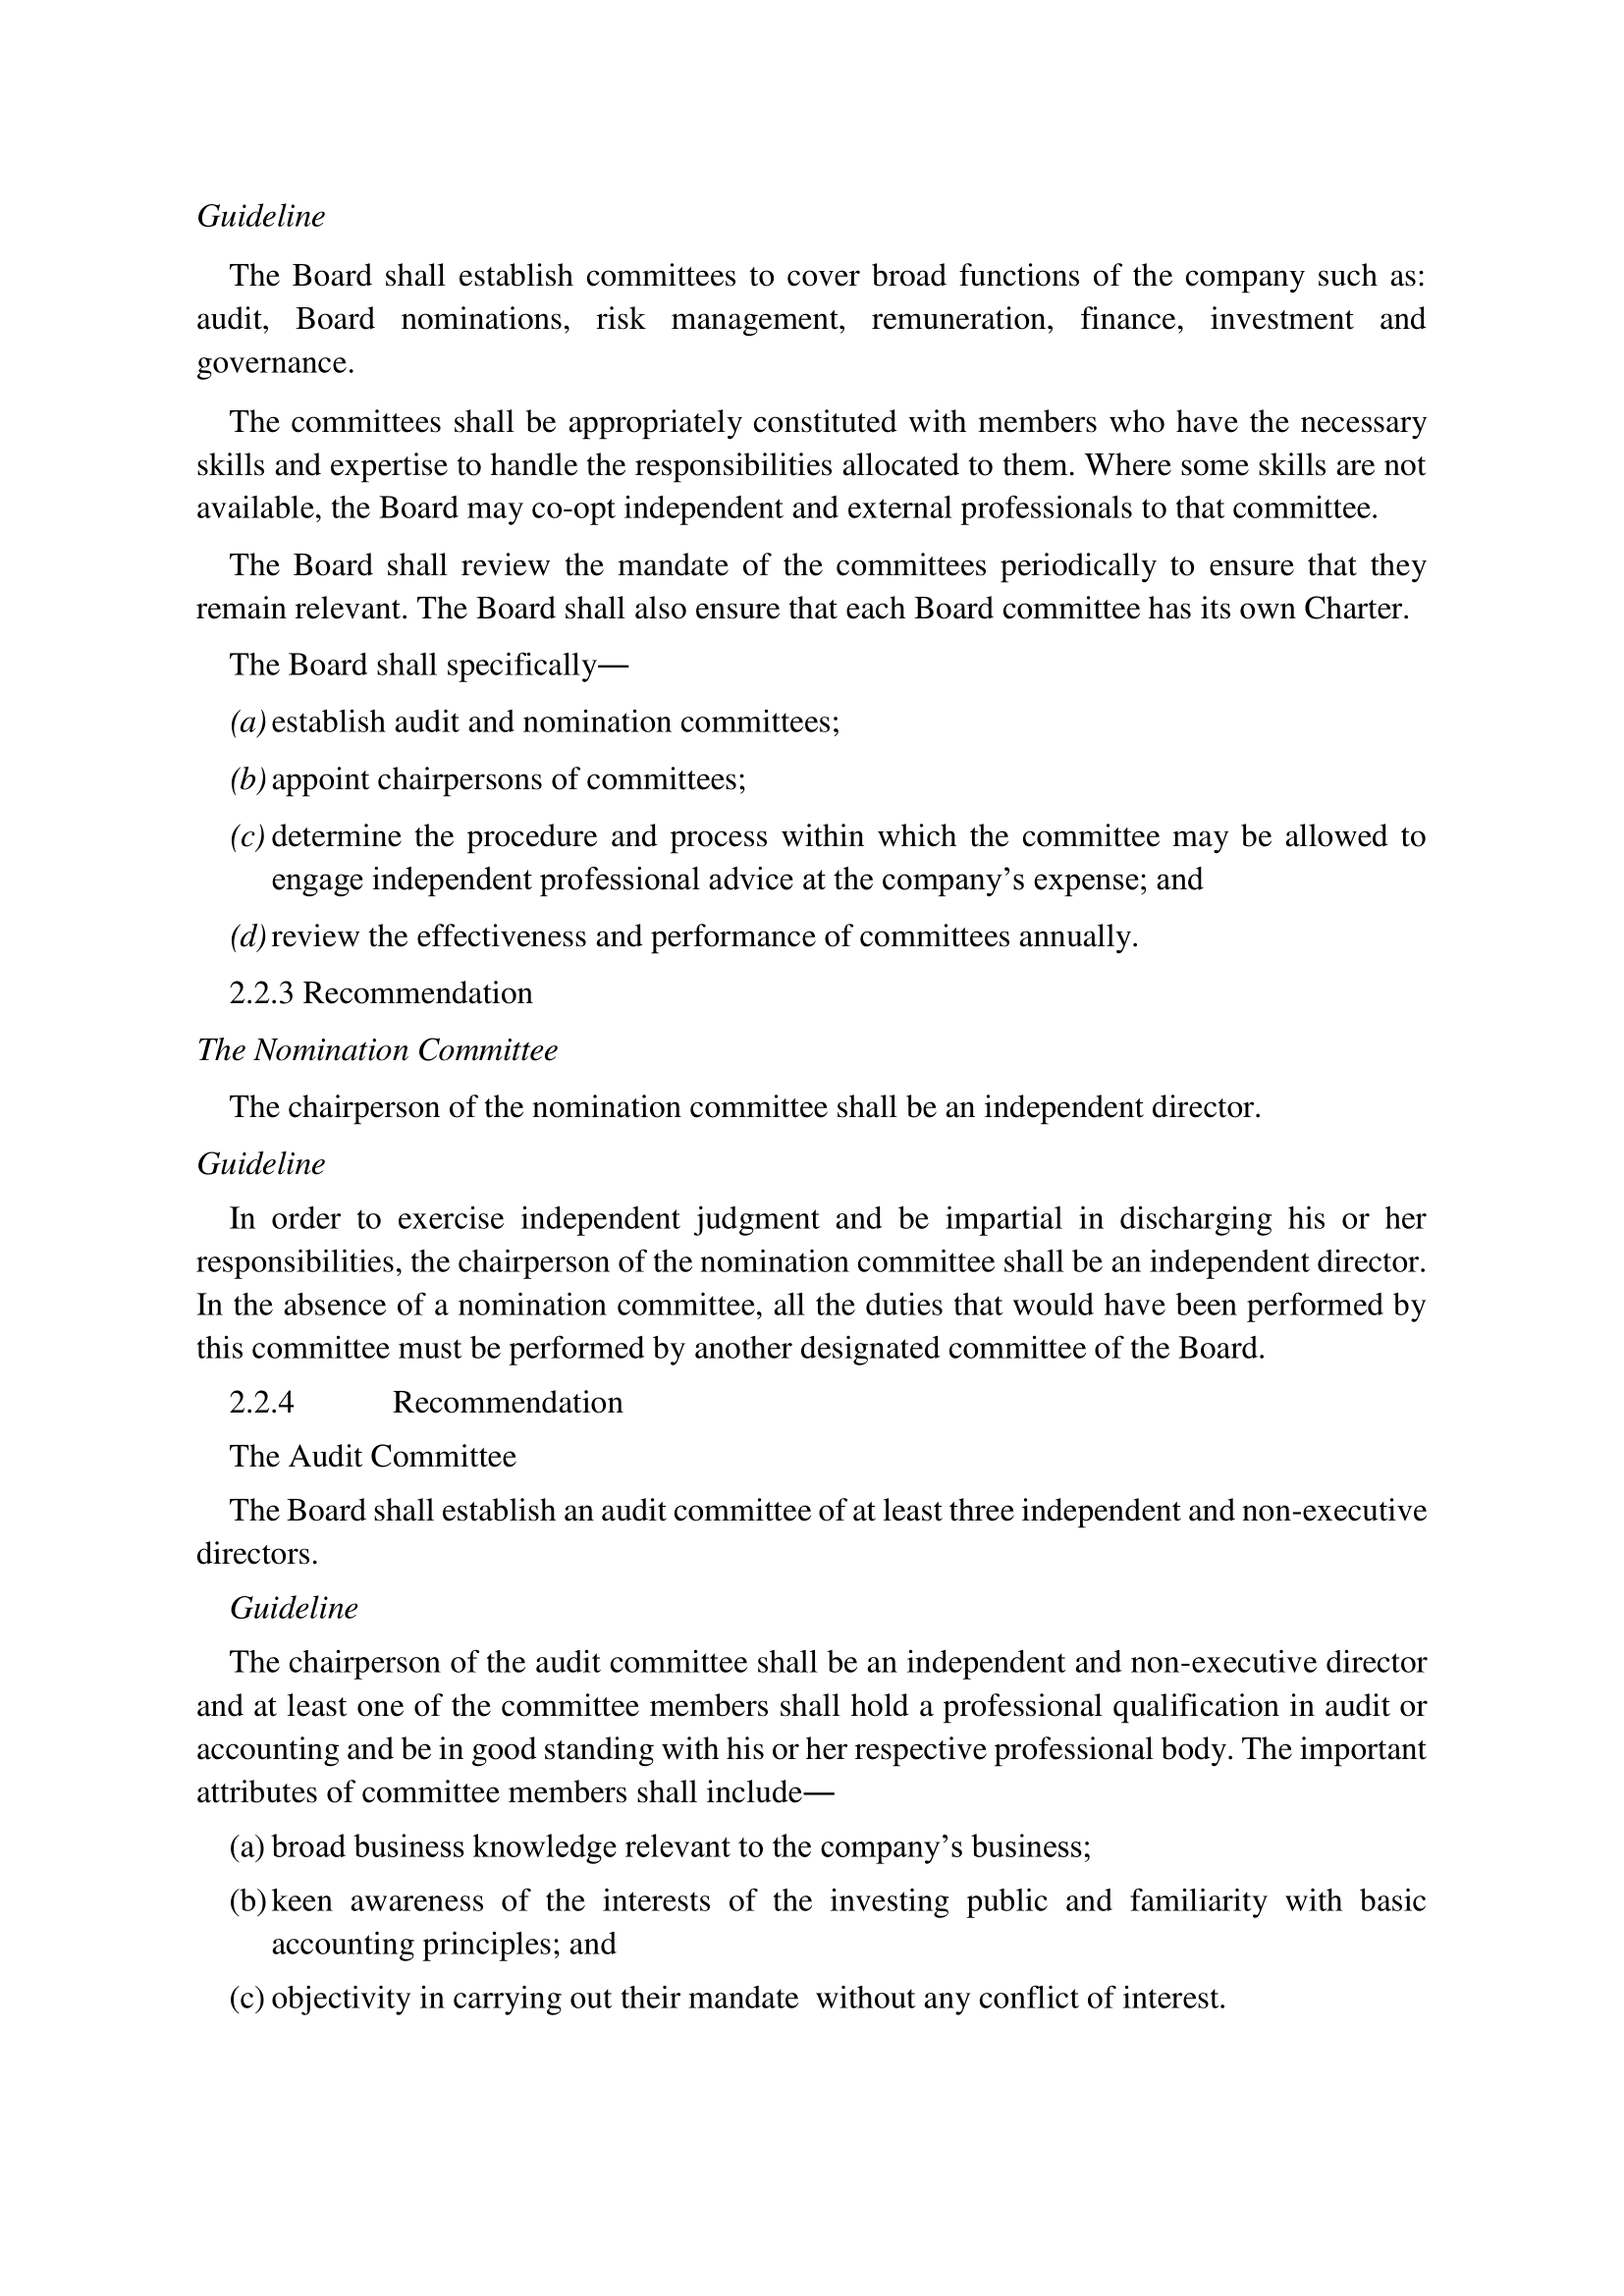 Guideline
The Board shall establish committees to cover broad functions of the company such as:
audit, Board nominations, risk management, remuneration, finance, investment and
governance.
The committees shall be appropriately constituted with members who have the necessary
skills and expertise to handle the responsibilities allocated to them. Where some skills are not
available, the Board may co-opt independent and external professionals to that committee.
The Board shall review the mandate of the committees periodically to ensure that they
remain relevant. The Board shall also ensure that each Board committee has its own Charter.
The Board shall specifically—
(a) establish audit and nomination committees;
(b) appoint chairpersons of committees;
(c) determine the procedure and process within which the committee may be allowed to
engage independent professional advice at the company’s expense; and
(d) review the effectiveness and performance of committees annually.
2.2.3 Recommendation
The Nomination Committee
The chairperson of the nomination committee shall be an independent director.
Guideline
In order to exercise independent judgment and be impartial in discharging his or her
responsibilities, the chairperson of the nomination committee shall be an independent director.
In the absence of a nomination committee, all the duties that would have been performed by
this committee must be performed by another designated committee of the Board.
2.2.4 Recommendation
The Audit Committee
The Board shall establish an audit committee of at least three independent and non-executive
directors.
Guideline
The chairperson of the audit committee shall be an independent and non-executive director
and at least one of the committee members shall hold a professional qualification in audit or
accounting and be in good standing with his or her respective professional body. The important
attributes of committee members shall include—
(a) broad business knowledge relevant to the company’s business;
(b) keen awareness of the interests of the investing public and familiarity with basic
accounting principles; and
(c) objectivity in carrying out their mandate  without any conflict of interest.